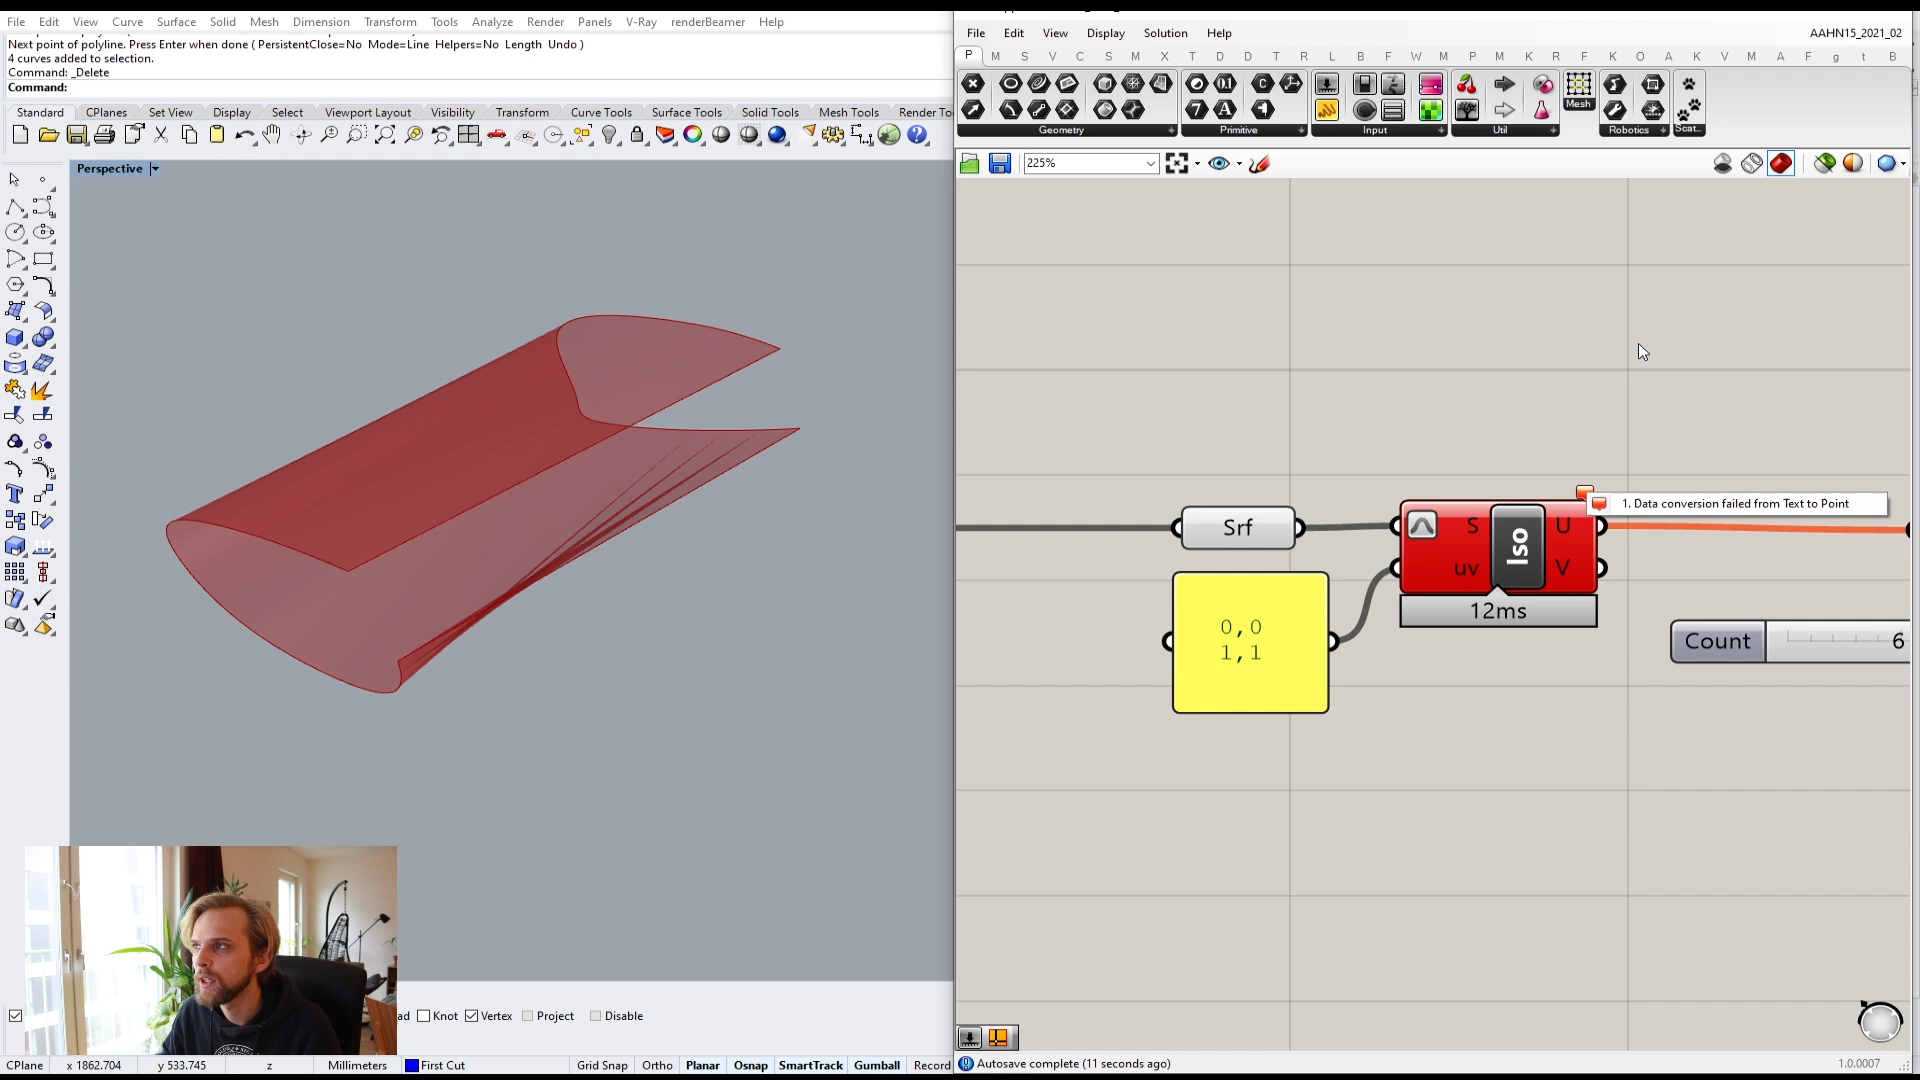 File Edit View Curve Surface Solid Mesh Dimension Transform Tools Analyze Render Panels V-Ray renderBeamer Help
Next point of polyline. Press Enter when done ( PersistentClose=No Mode=Line Helpers=No Length Undo )
4 curves added to selection.
Command: _Delete
Command:
Standard CPlanes Set View Display Select Viewport Layout Visibility Transform Curve Tools Surface Tools Solid Tools Mesh Tools Render To
Perspective
File Edit View Display Solution Help
AAHN15_2021_02
P M S V C S M X T D D T R L B F W M K R F K O A M A F g t B
Geometry Primitive Input Util Mesh Robotics Scat...
225%
1. Data conversion failed from Text to Point
Srf
S
uv
Iso
U
V
12ms
0,0
1,1
Count
6
ad Knot Vertex Project Disable
CPlane x 1862.704 y 533.745 z Millimeters First Cut Grid Snap Ortho Planar Osnap SmartTrack Gumball Record
Autosave complete (11 seconds ago)
1.0.0007